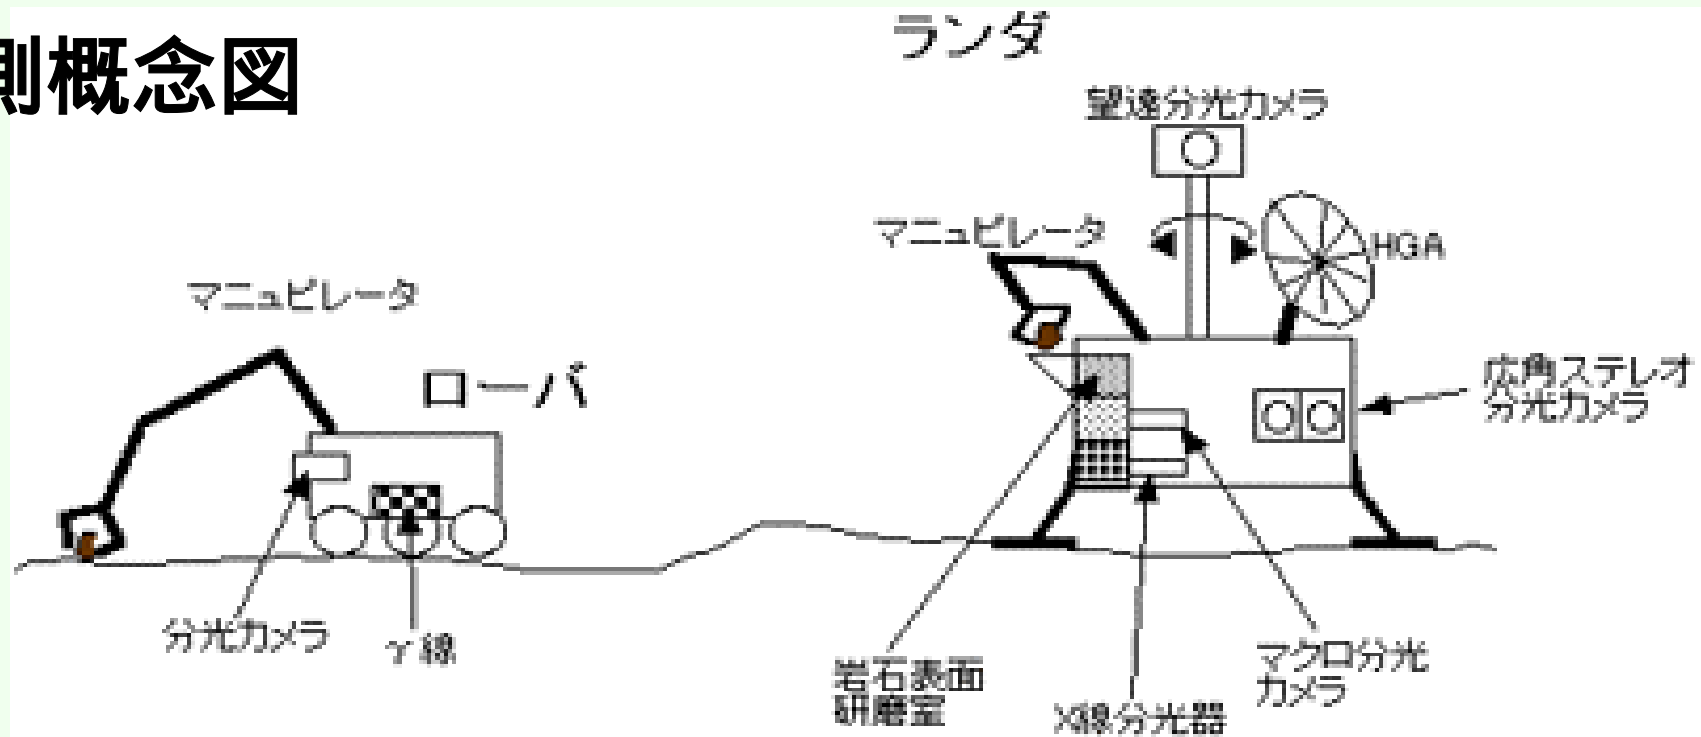 測概念図
ランダ
望遠分光カメラ
マニュピレータ
HGA
マニュピレータ
ローバ
広角ステレオ
分光カメラ
分光カメラ
γ線
岩石表面
研磨室
X線分光器
マクロ分光
カメラ